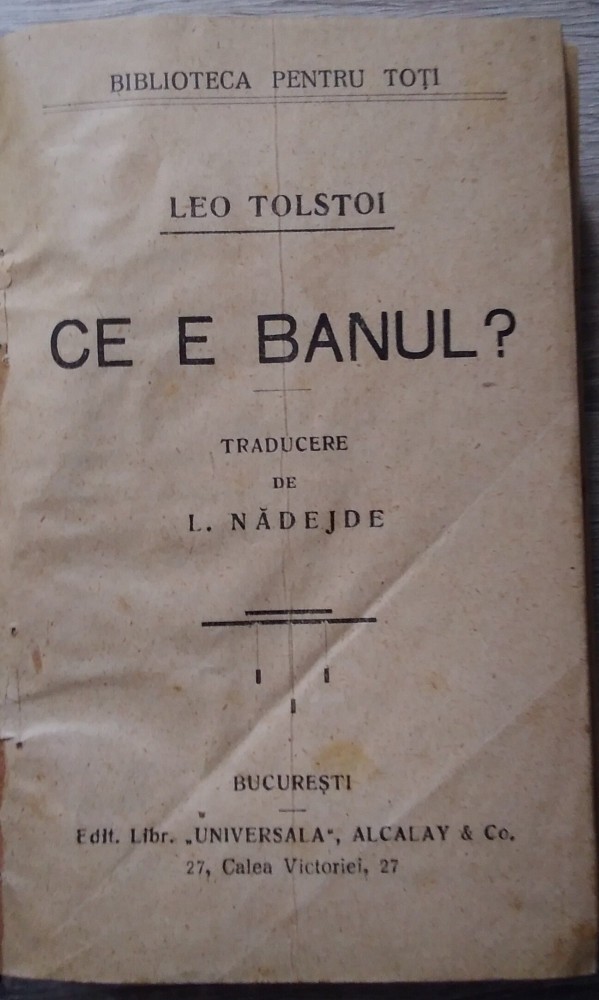 BIBLIOTECA PENTRU TOȚI
LEO TOLSTOI
CE E BANUL?
TRADUCERE
DE
L. NĂDEJDE
BUCUREȘTI
Edit. Libr. „UNIVERSALA“, ALCALAY & Co.
27, Calea Victoriei, 27